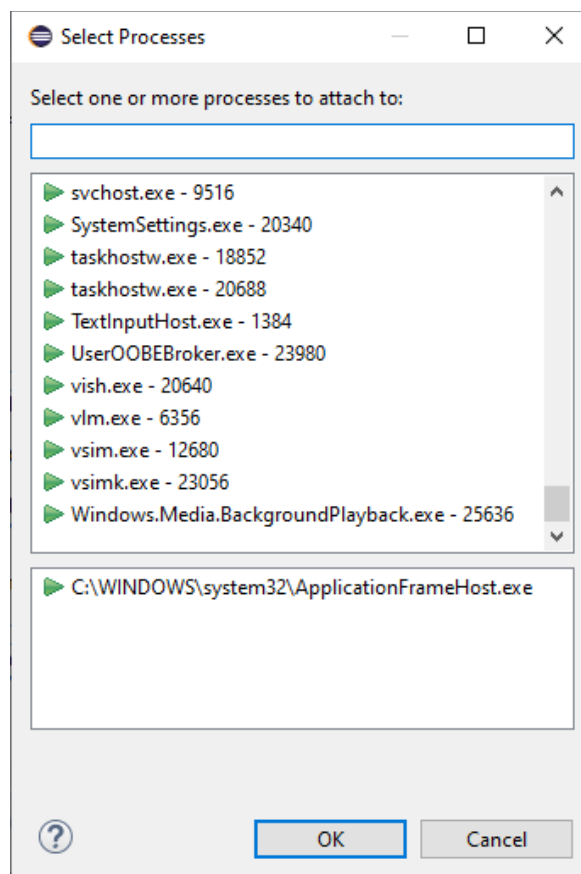 Select Processes
Select one or more processes to attach to:
svchost.exe - 9516
SystemSettings.exe - 20340
taskhostw.exe - 18852
taskhostw.exe - 20688
TextInputHost.exe - 1384
UserOOBEBroker.exe - 23980
vish.exe - 20640
vlm.exe - 6356
vsim.exe - 12680
vsimk.exe - 23056
Windows.Media.BackgroundPlayback.exe - 25636
C:\WINDOWS\system32\ApplicationFrameHost.exe
?
OK
Cancel